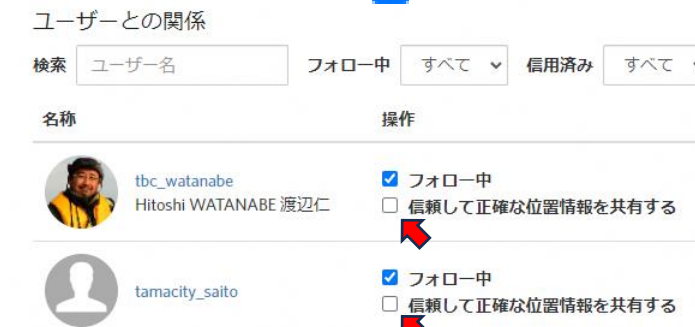 ユーザーとの関係
検索 ユーザー名 フォロー中 すべて 信用済み すべて
名称 操作
tbc_watanabe フォロー中
Hitoshi WATANABE 渡辺仁 信頼して正確な位置情報を共有する
フォロー中
tamacity_saito
信頼して正確な位置情報を共有する